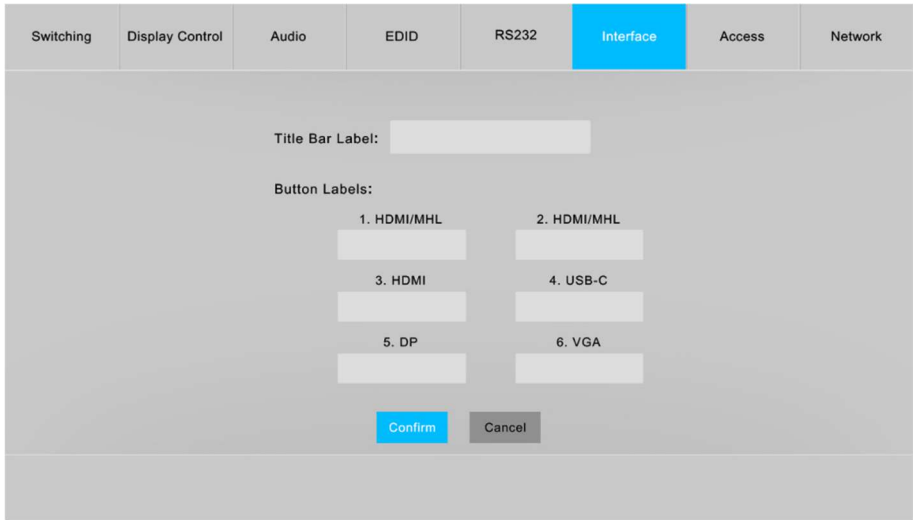 Switching Display Control Audio EDID RS232 Interface Access Network
Title Bar Label:
Button Labels:
1. HDMI/MHL 2. HDMI/MHL
3. HDMI 4. USB-C
5. DP 6. VGA
Confirm Cancel